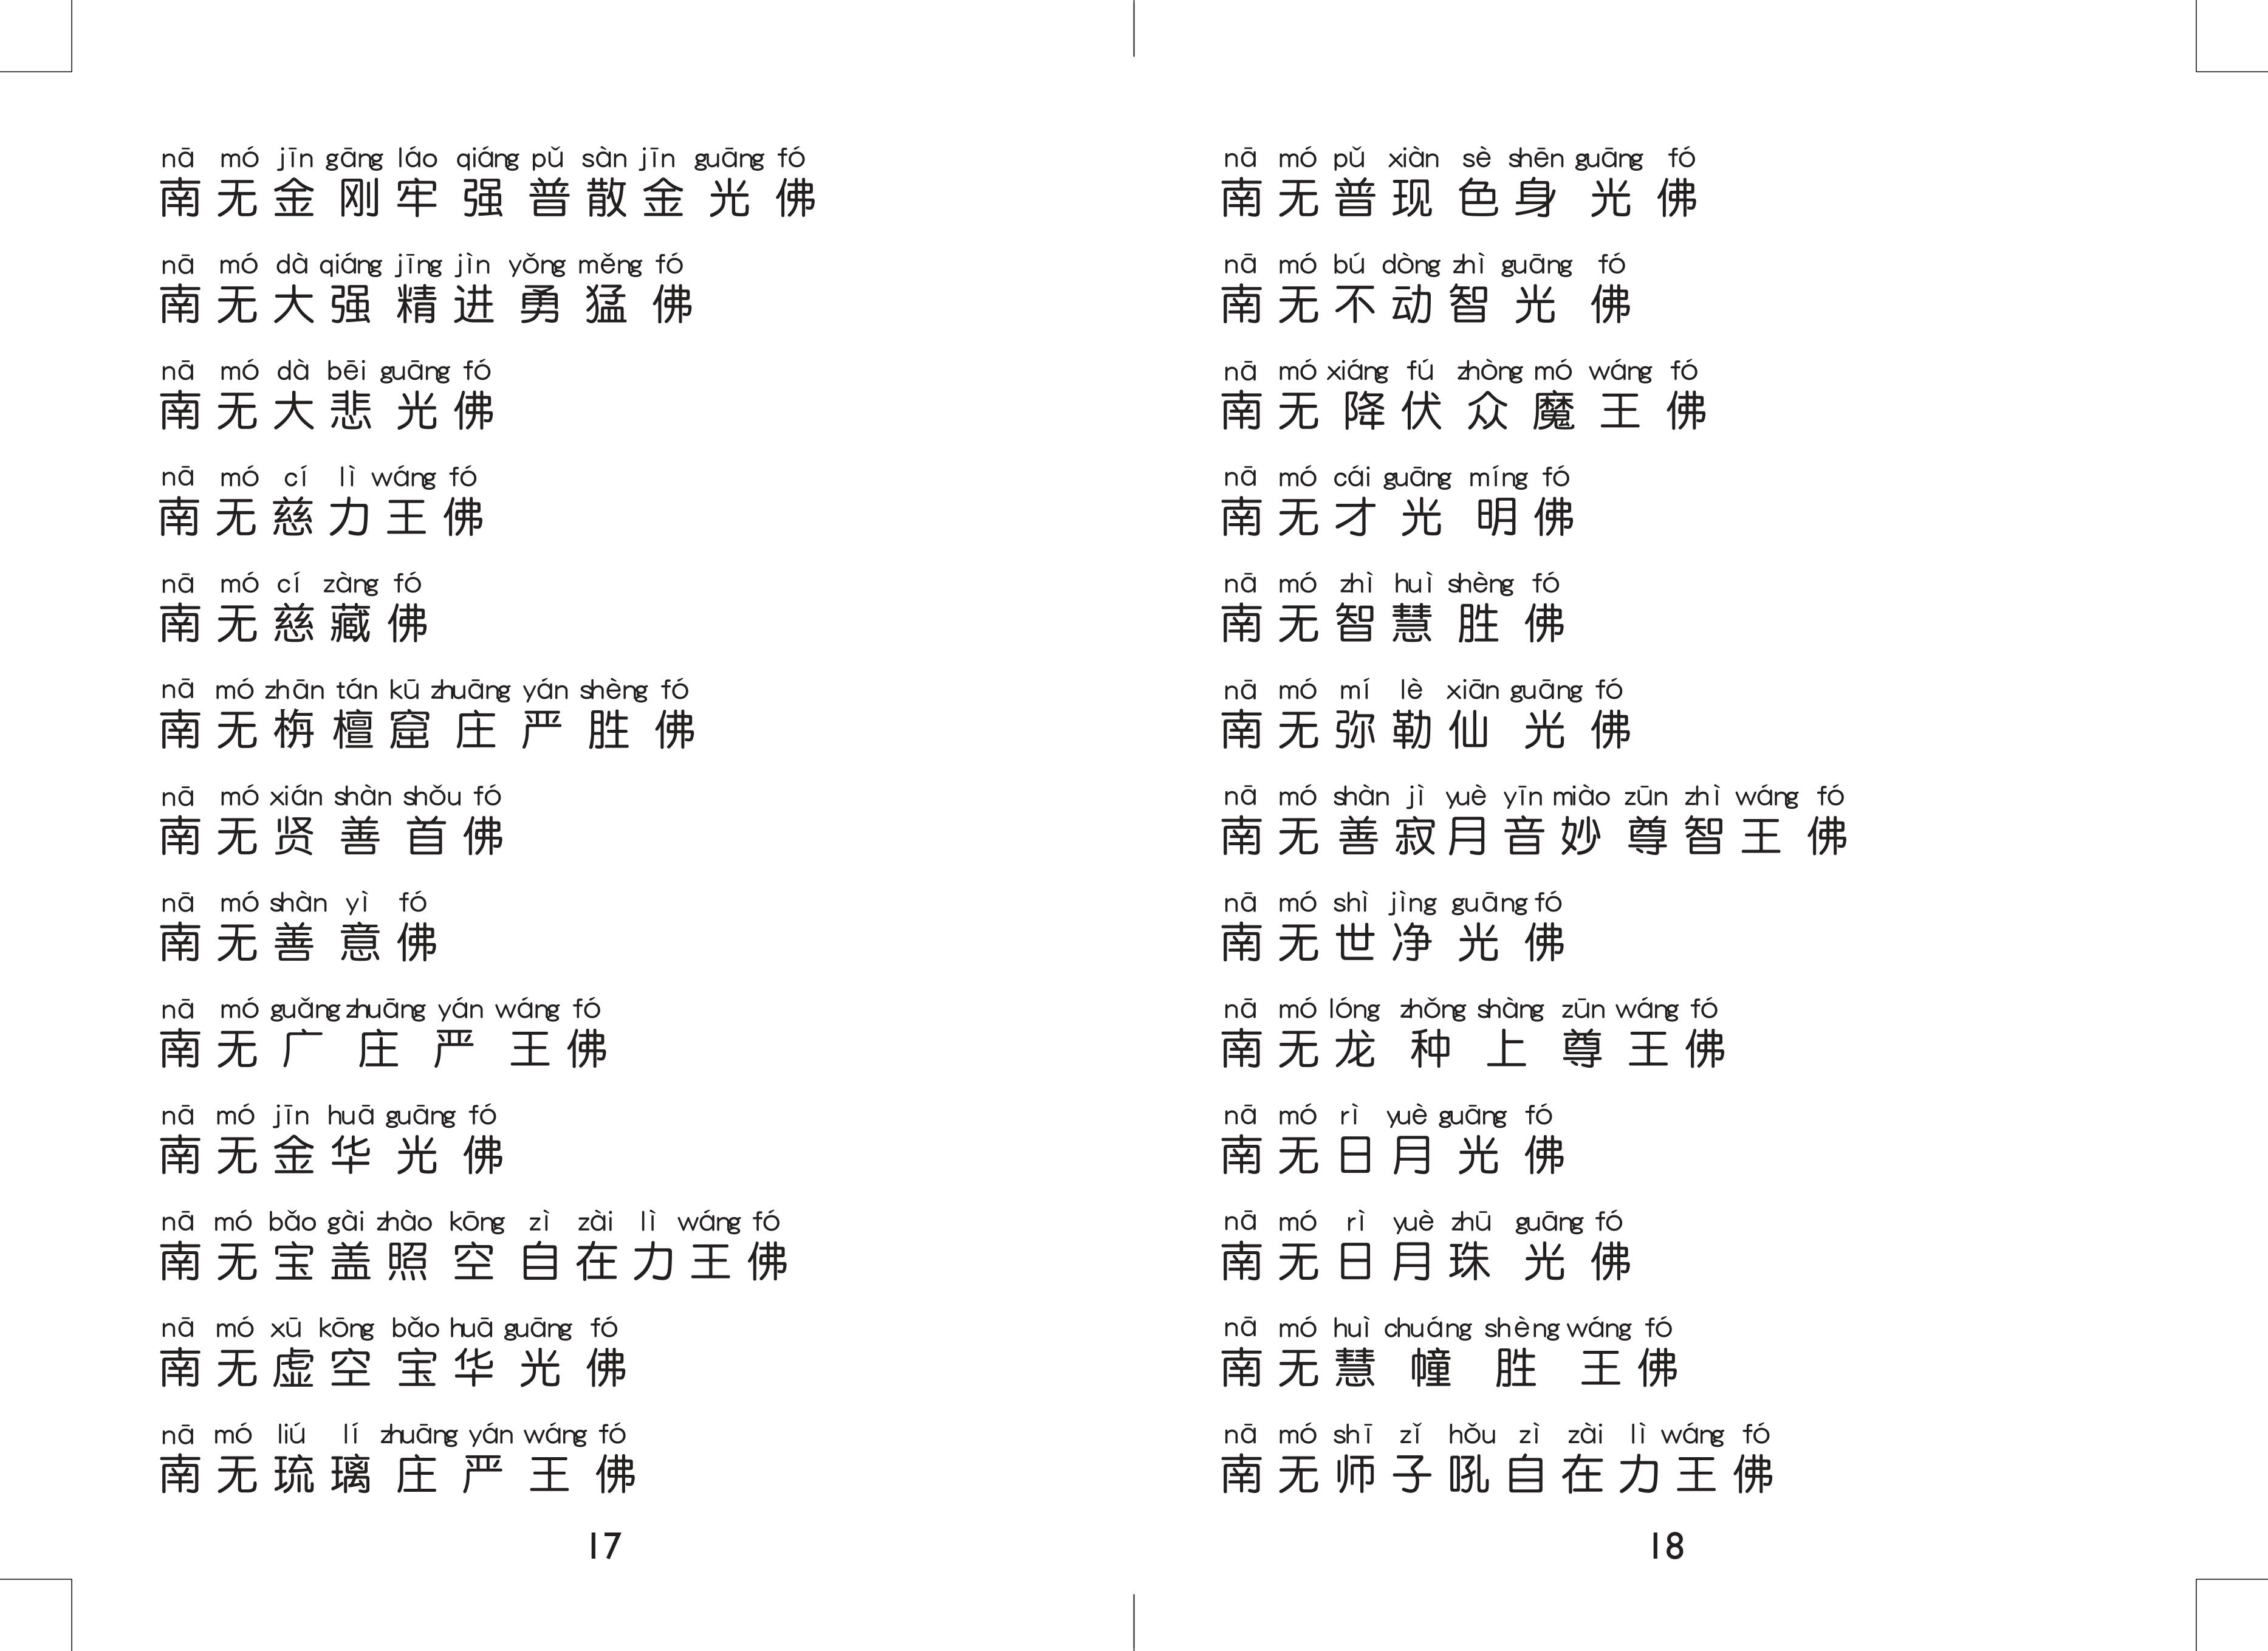 nā mó jīn gāng láo qiáng pǔ sàn jīn guāng fó
南无金刚牢强普散金光佛
nā mó dà qiáng jīng jìn yǒng měng fó
南无大强精进勇猛佛
nā mó dà bēi guāng fó
南无大悲光佛
nā mó cí lì wáng fó
南无慈力王佛
nā mó cí zàng fó
南无慈藏佛
nā mó zhān tán kū zhuāng yán shèng fó
南无栴檀窟庄严胜佛
nā mó xián shàn shǒu fó
南无贤善首佛
nā mó shàn yì fó
南无善意佛
nā mó guǎng zhuāng yán wáng fó
南无广庄严王佛
nā mó jīn huā guāng fó
南无金华光佛
nā mó bǎo gài zhào kōng zì zài lì wáng fó
南无宝盖照空自在力王佛
nā mó xū kōng bǎo huā guāng fó
南无虚空宝华光佛
nā mó liú lí zhuāng yán wáng fó
南无琉璃庄严王佛
17
nā mó pǔ xiàn sè shēn guāng fó
南无普现色身光佛
nā mó bú dòng zhì guāng fó
南无不动智光佛
nā mó xiáng fú zhòng mó wáng fó
南无降伏众魔王佛
nā mó cái guāng míng fó
南无才光明佛
nā mó zhì huì shèng fó
南无智慧胜佛
nā mó mí lè xiān guāng fó
南无弥勒仙光佛
nā mó shàn jì yuè yīn miào zūn zhì wáng fó
南无善寂月音妙尊智王佛
nā mó shì jìng guāng fó
南无世净光佛
nā mó lóng zhǒng shàng zūn wáng fó
南无龙种上尊王佛
nā mó rì yuè guāng fó
南无日月光佛
nā mó rì yuè zhū guāng fó
南无日月珠光佛
nā mó huì chuáng shèng wáng fó
南无慧幢胜王佛
nā mó shī zǐ hǒu zì zài lì wáng fó
南无师子吼自在力王佛
18